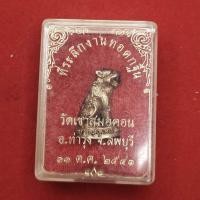 ที่ระลึกงานทอดกฐิน
วัดเขาสมอคอน
อ.ท่าวุ้ง จ.ลพบุรี
๑๑ ต.ค. ๒๕๔๑